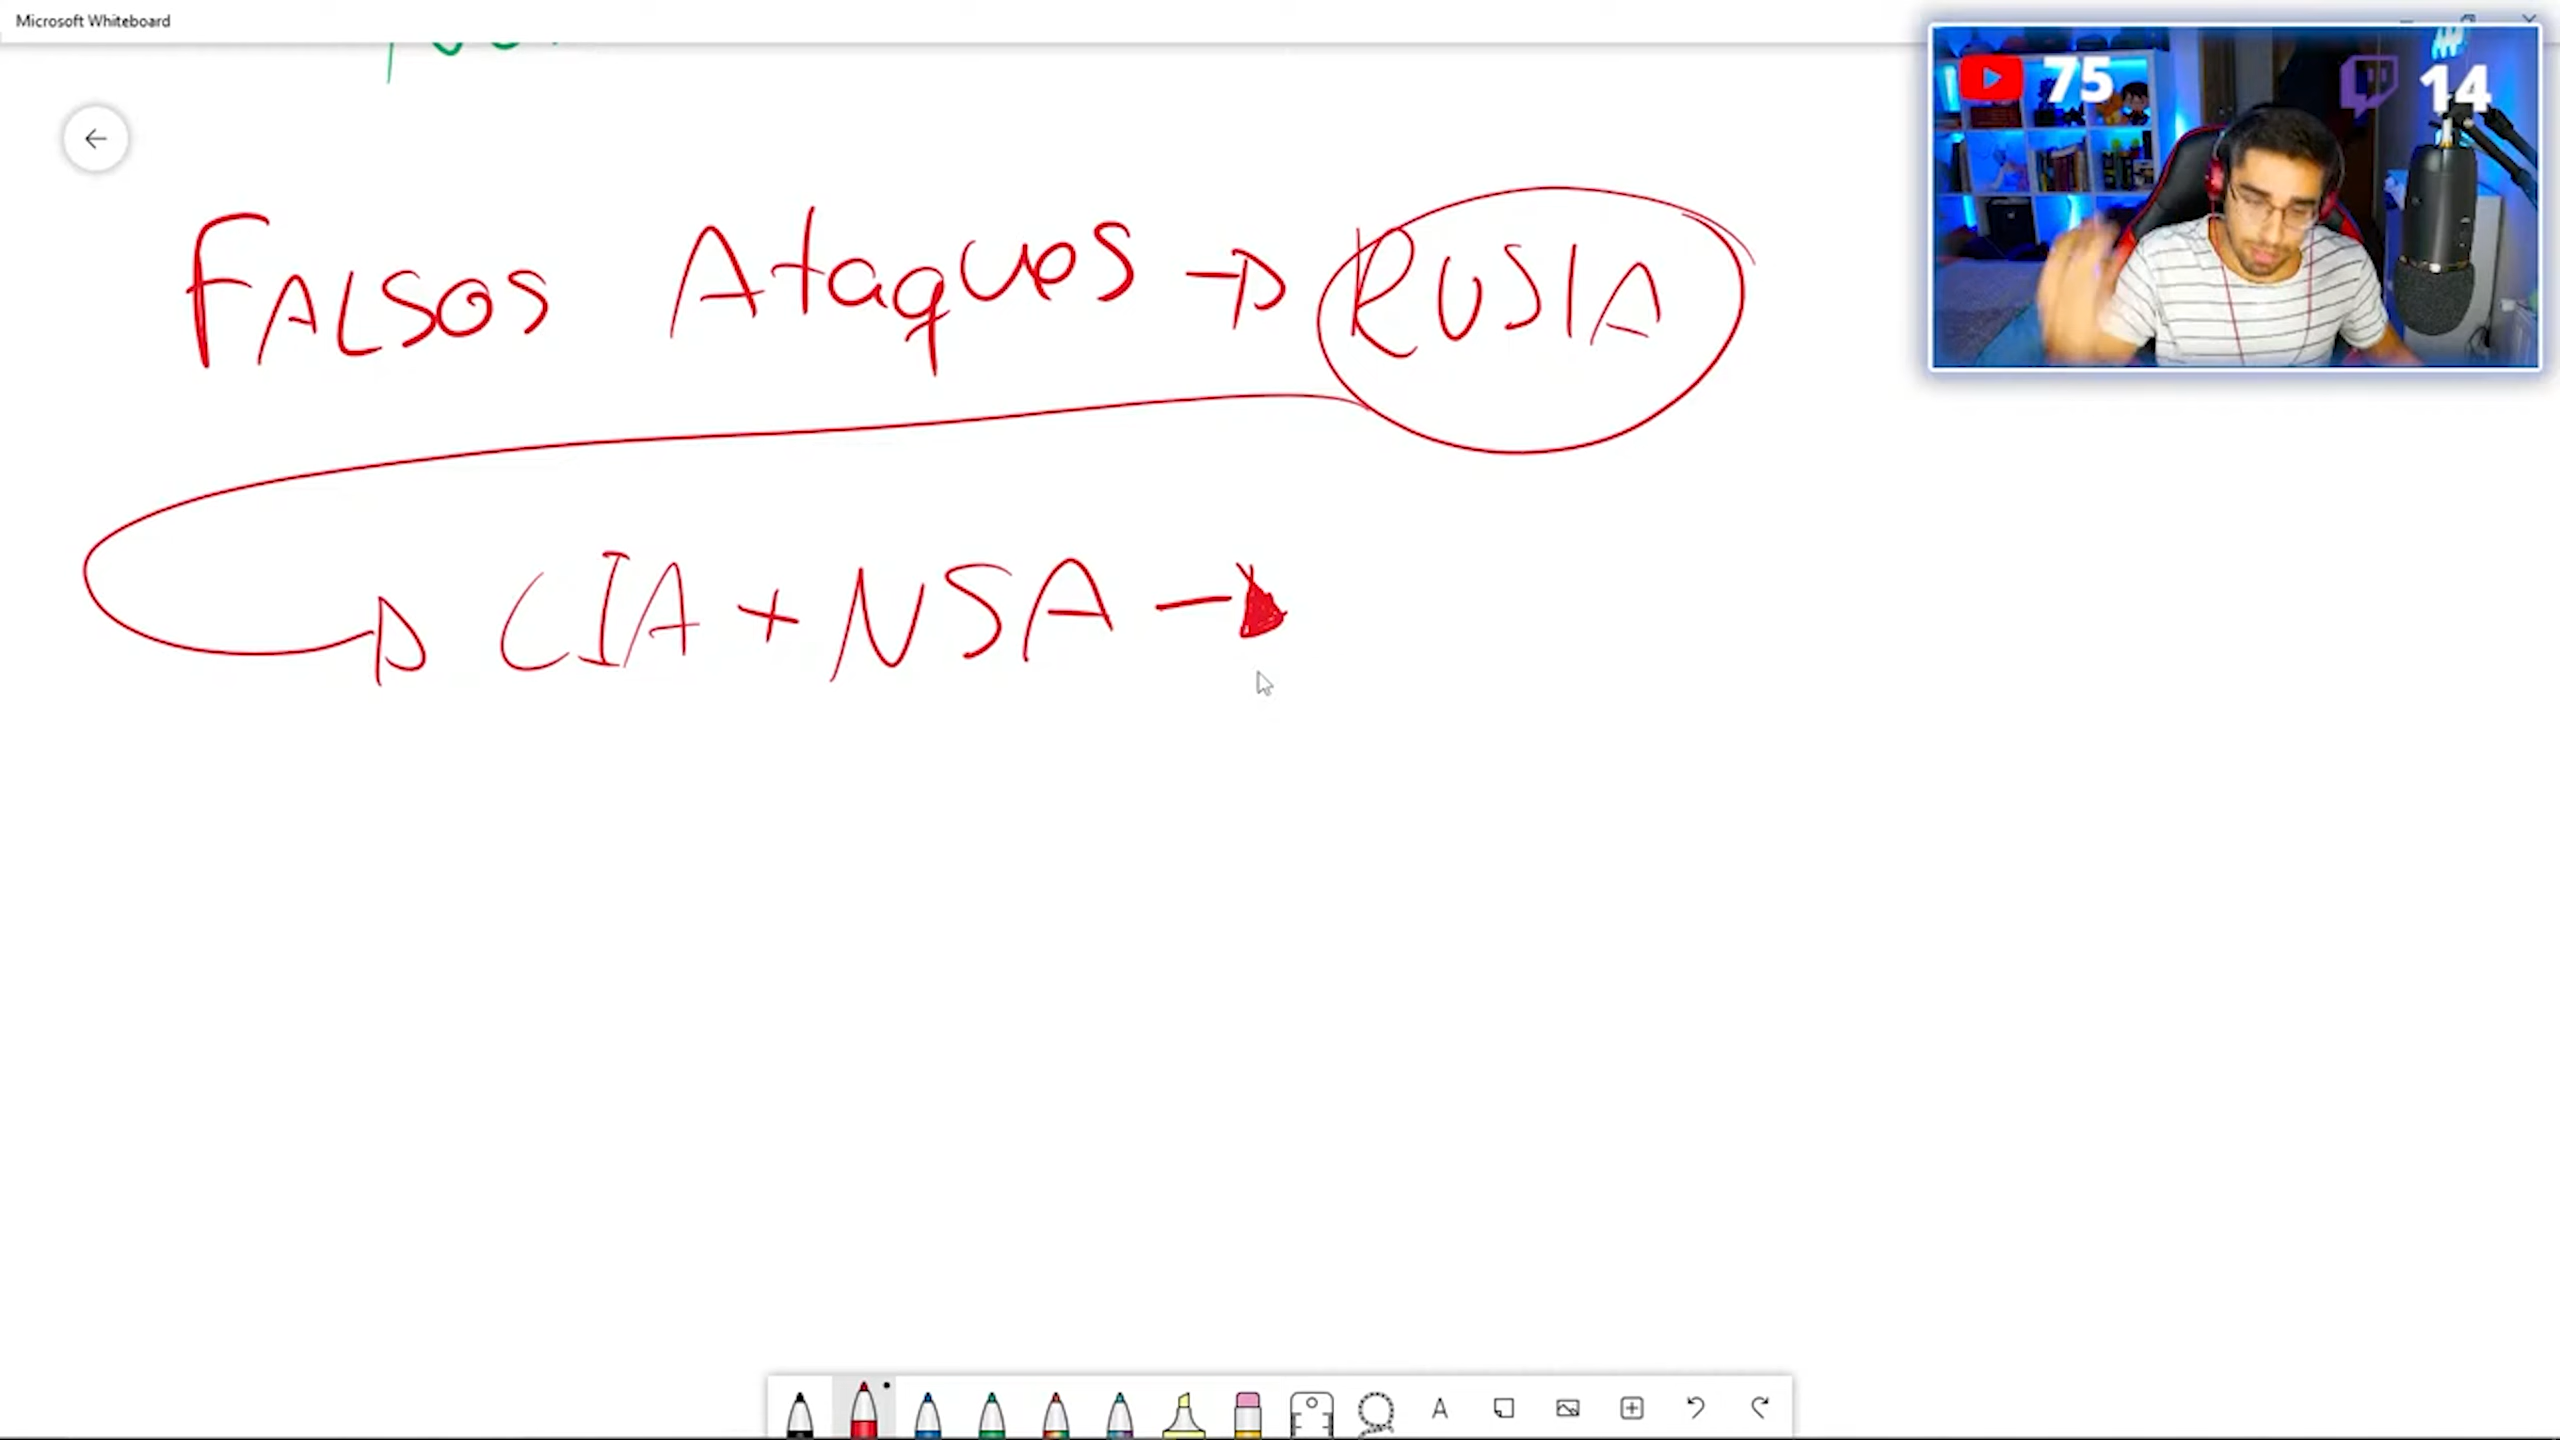 Microsoft Whiteboard
75 14
FALSOS Ataques → RUSIA
→ CIA + NSA →
A